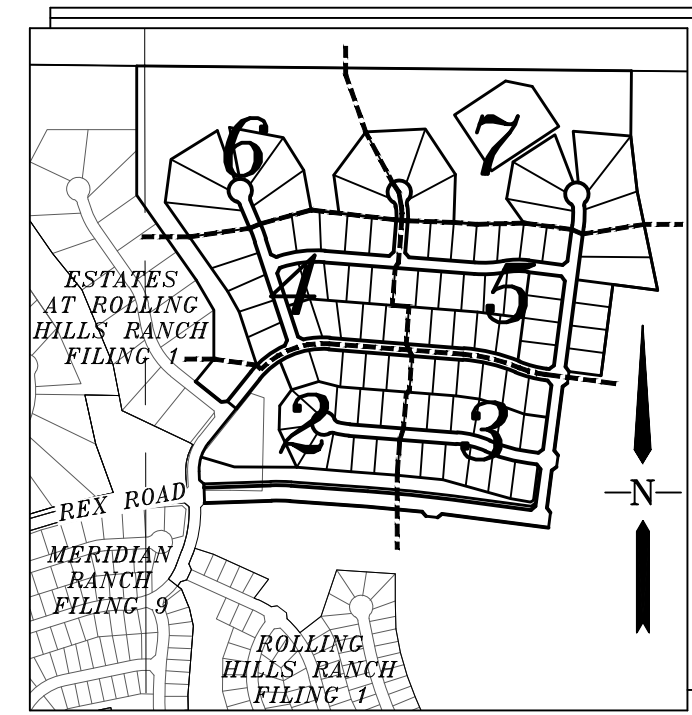 6
7
4
5
ESTATES
AT ROLLING
HILLS RANCH
FILING 1
2
3
N
REX ROAD
MERIDIAN
RANCH
FILING 9
ROLLING
HILLS RANCH
FILING 1